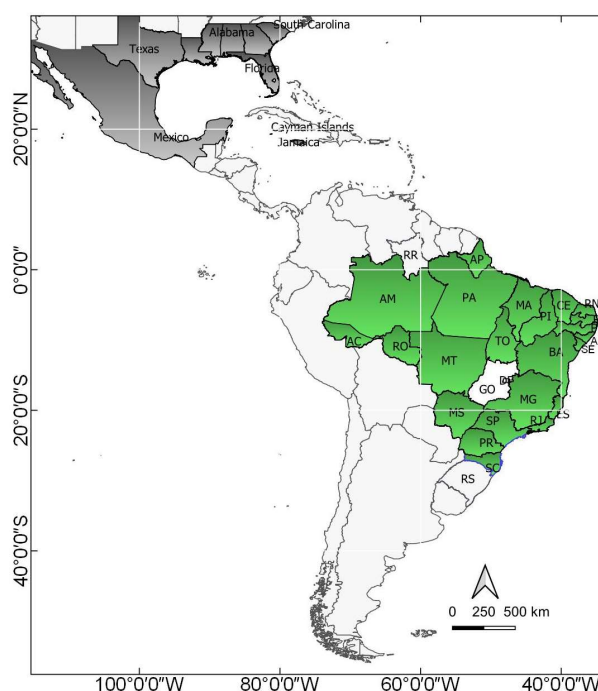 South Carolina
Alabama
Texas
Florida
20°0'0"N
Mexico
Cayman Islands
Jamaica
0°0'0"
RR
AP
AM
PA
MA
CE
RN
PI
AC
RO
TO
SE
MT
BA
GO
DF
MG
MS
SP
RJ
ES
20°0'0"S
PR
SC
RS
40°0'0"S
0 250 500 km
100°0'0"W
80°0'0"W
60°0'0"W
40°0'0"W